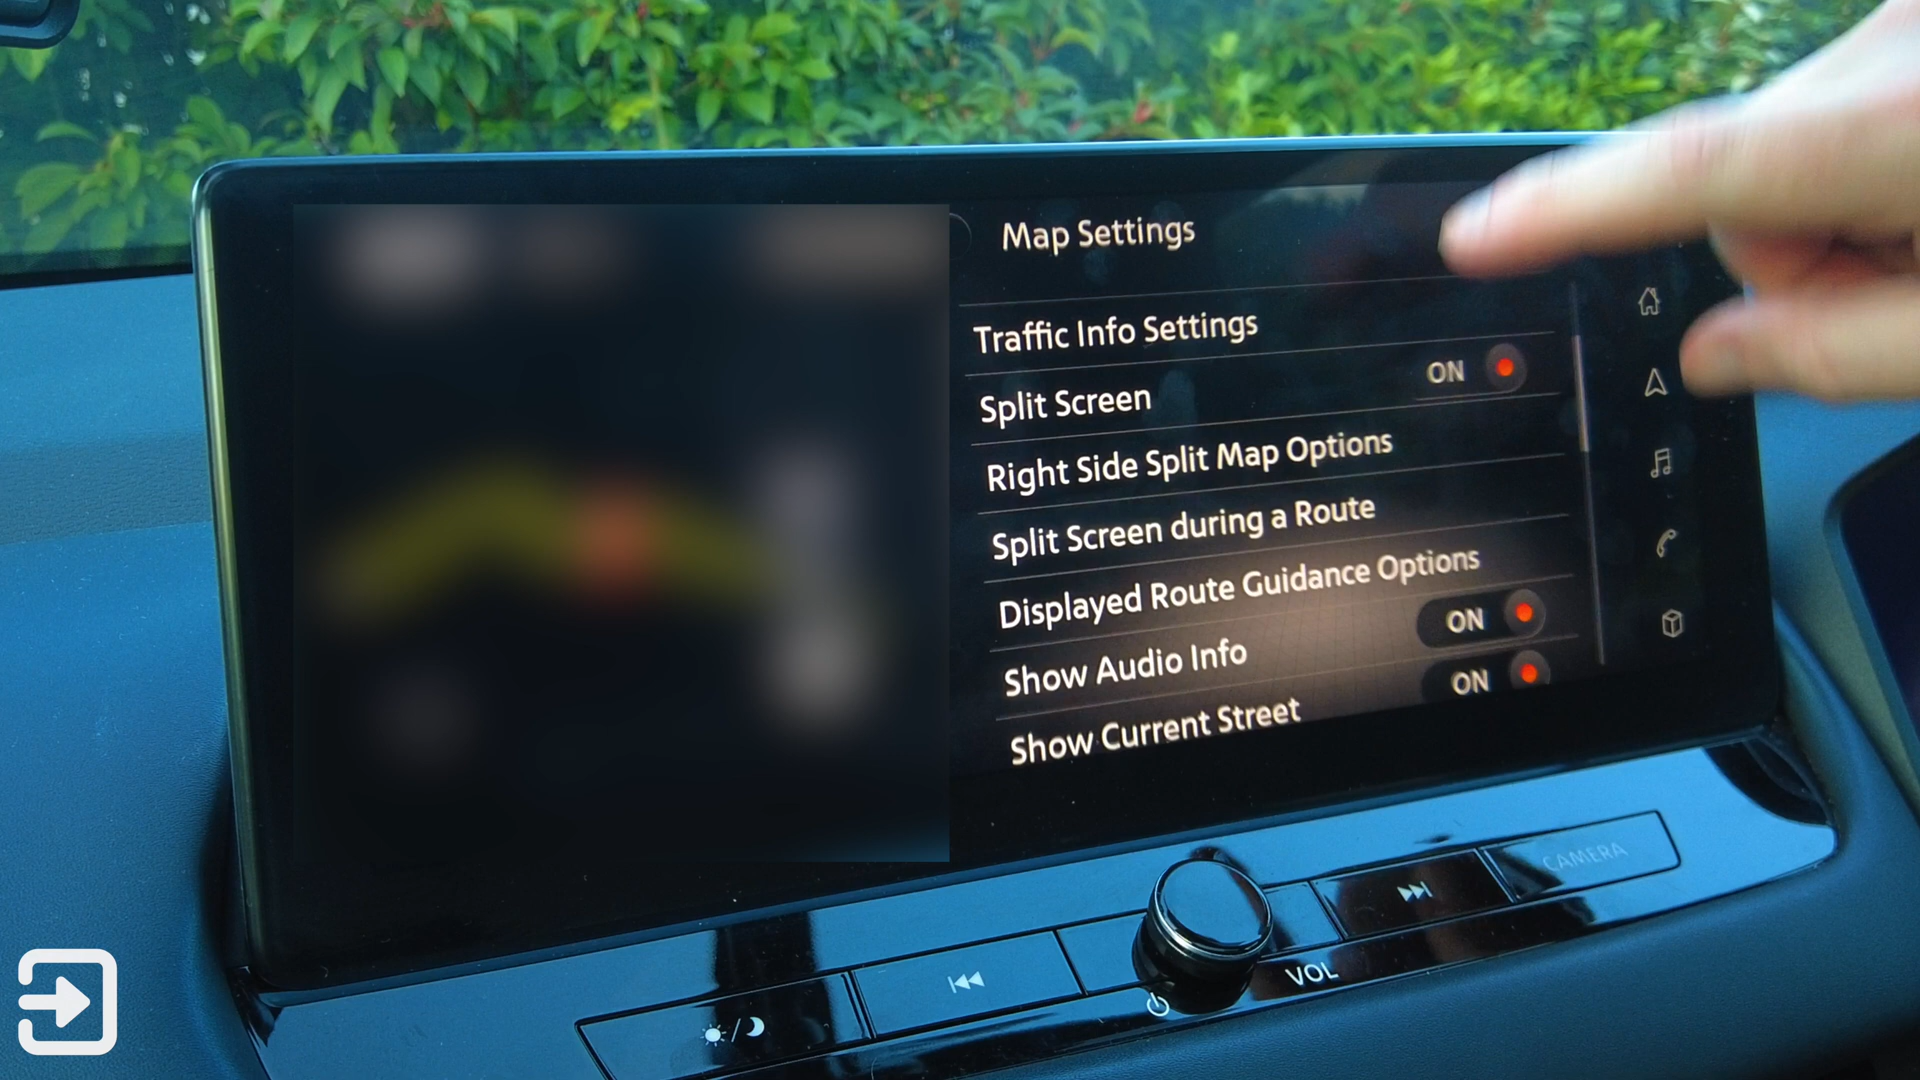 Map Settings
Traffic Info Settings
Split Screen ON
Right Side Split Map Options
Split Screen during a Route
Displayed Route Guidance Options
Show Audio Info ON
Show Current Street ON
CAMERA
VOL